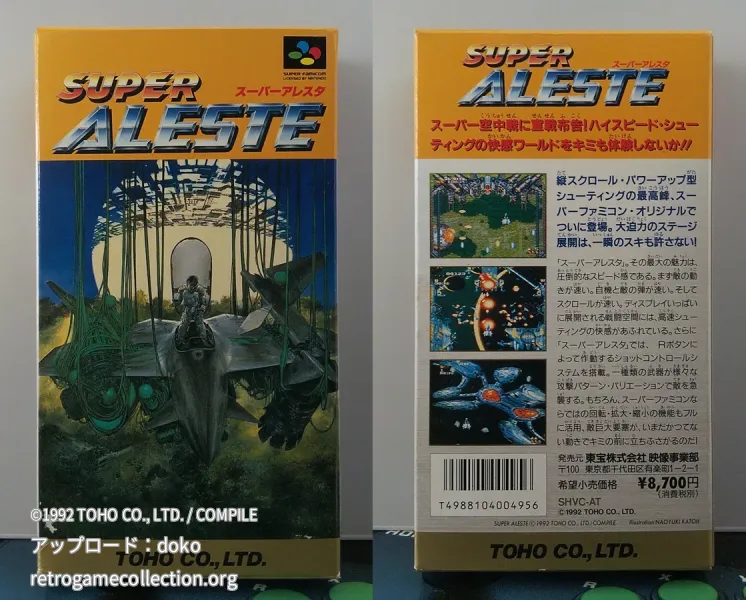 SUPER FAMICOM
LICENSED BY NINTENDO
SUPER
スーパーアレスタ
ALESTE
©1992 TOHO CO., LTD. / COMPILE
アップロード：doko
TOHO CO., LTD.
retrogamecollection.org
SUPER
スーパーアレスタ
ALESTE
スーパー空中戦に宣戦布告!ハイスピード・シュー
ティングの快感ワールドをキミも体験しないか!!
縦スクロール・パワーアップ型
シューティングの最高峰、スー
パーファミコン・オリジナルで
ついに登場。大迫力のステージ
展開は、一瞬のスキも許さない!
「スーパーアレスタ」。その最大の魅力は、
圧倒的なスピード感である。まず敵の動
きが速い。自機と敵の弾が速い。そして
スクロールが速い。ディスプレイいっぱい
に展開される戦闘空間には、高速シュー
ティングの快感があふれている。さらに
「スーパーアレスタ」では、Rボタンに
よって作動するショットコントロールシ
ステムを搭載。一種類の武器が様々な
攻撃パターン・バリエーションで敵を急
襲する。もちろん、スーパーファミコンな
らではの回転・拡大・縮小の機能もフル
に活用。敵巨大要塞が、いまだかつてな
い動きでキミの前に立ちふさがるのだ!
発売元 東宝株式会社 映像事業部
〒100 東京都千代田区有楽町1-2-1
希望小売価格 ¥8,700円
(消費税別)
SHVC-AT
© 1992 TOHO CO., LTD.
T4988104004956
SUPER ALESTE/© 1992 TOHO CO., LTD./COMPILE Illustration:NAOYUKI KATOH
TOHO CO., LTD.